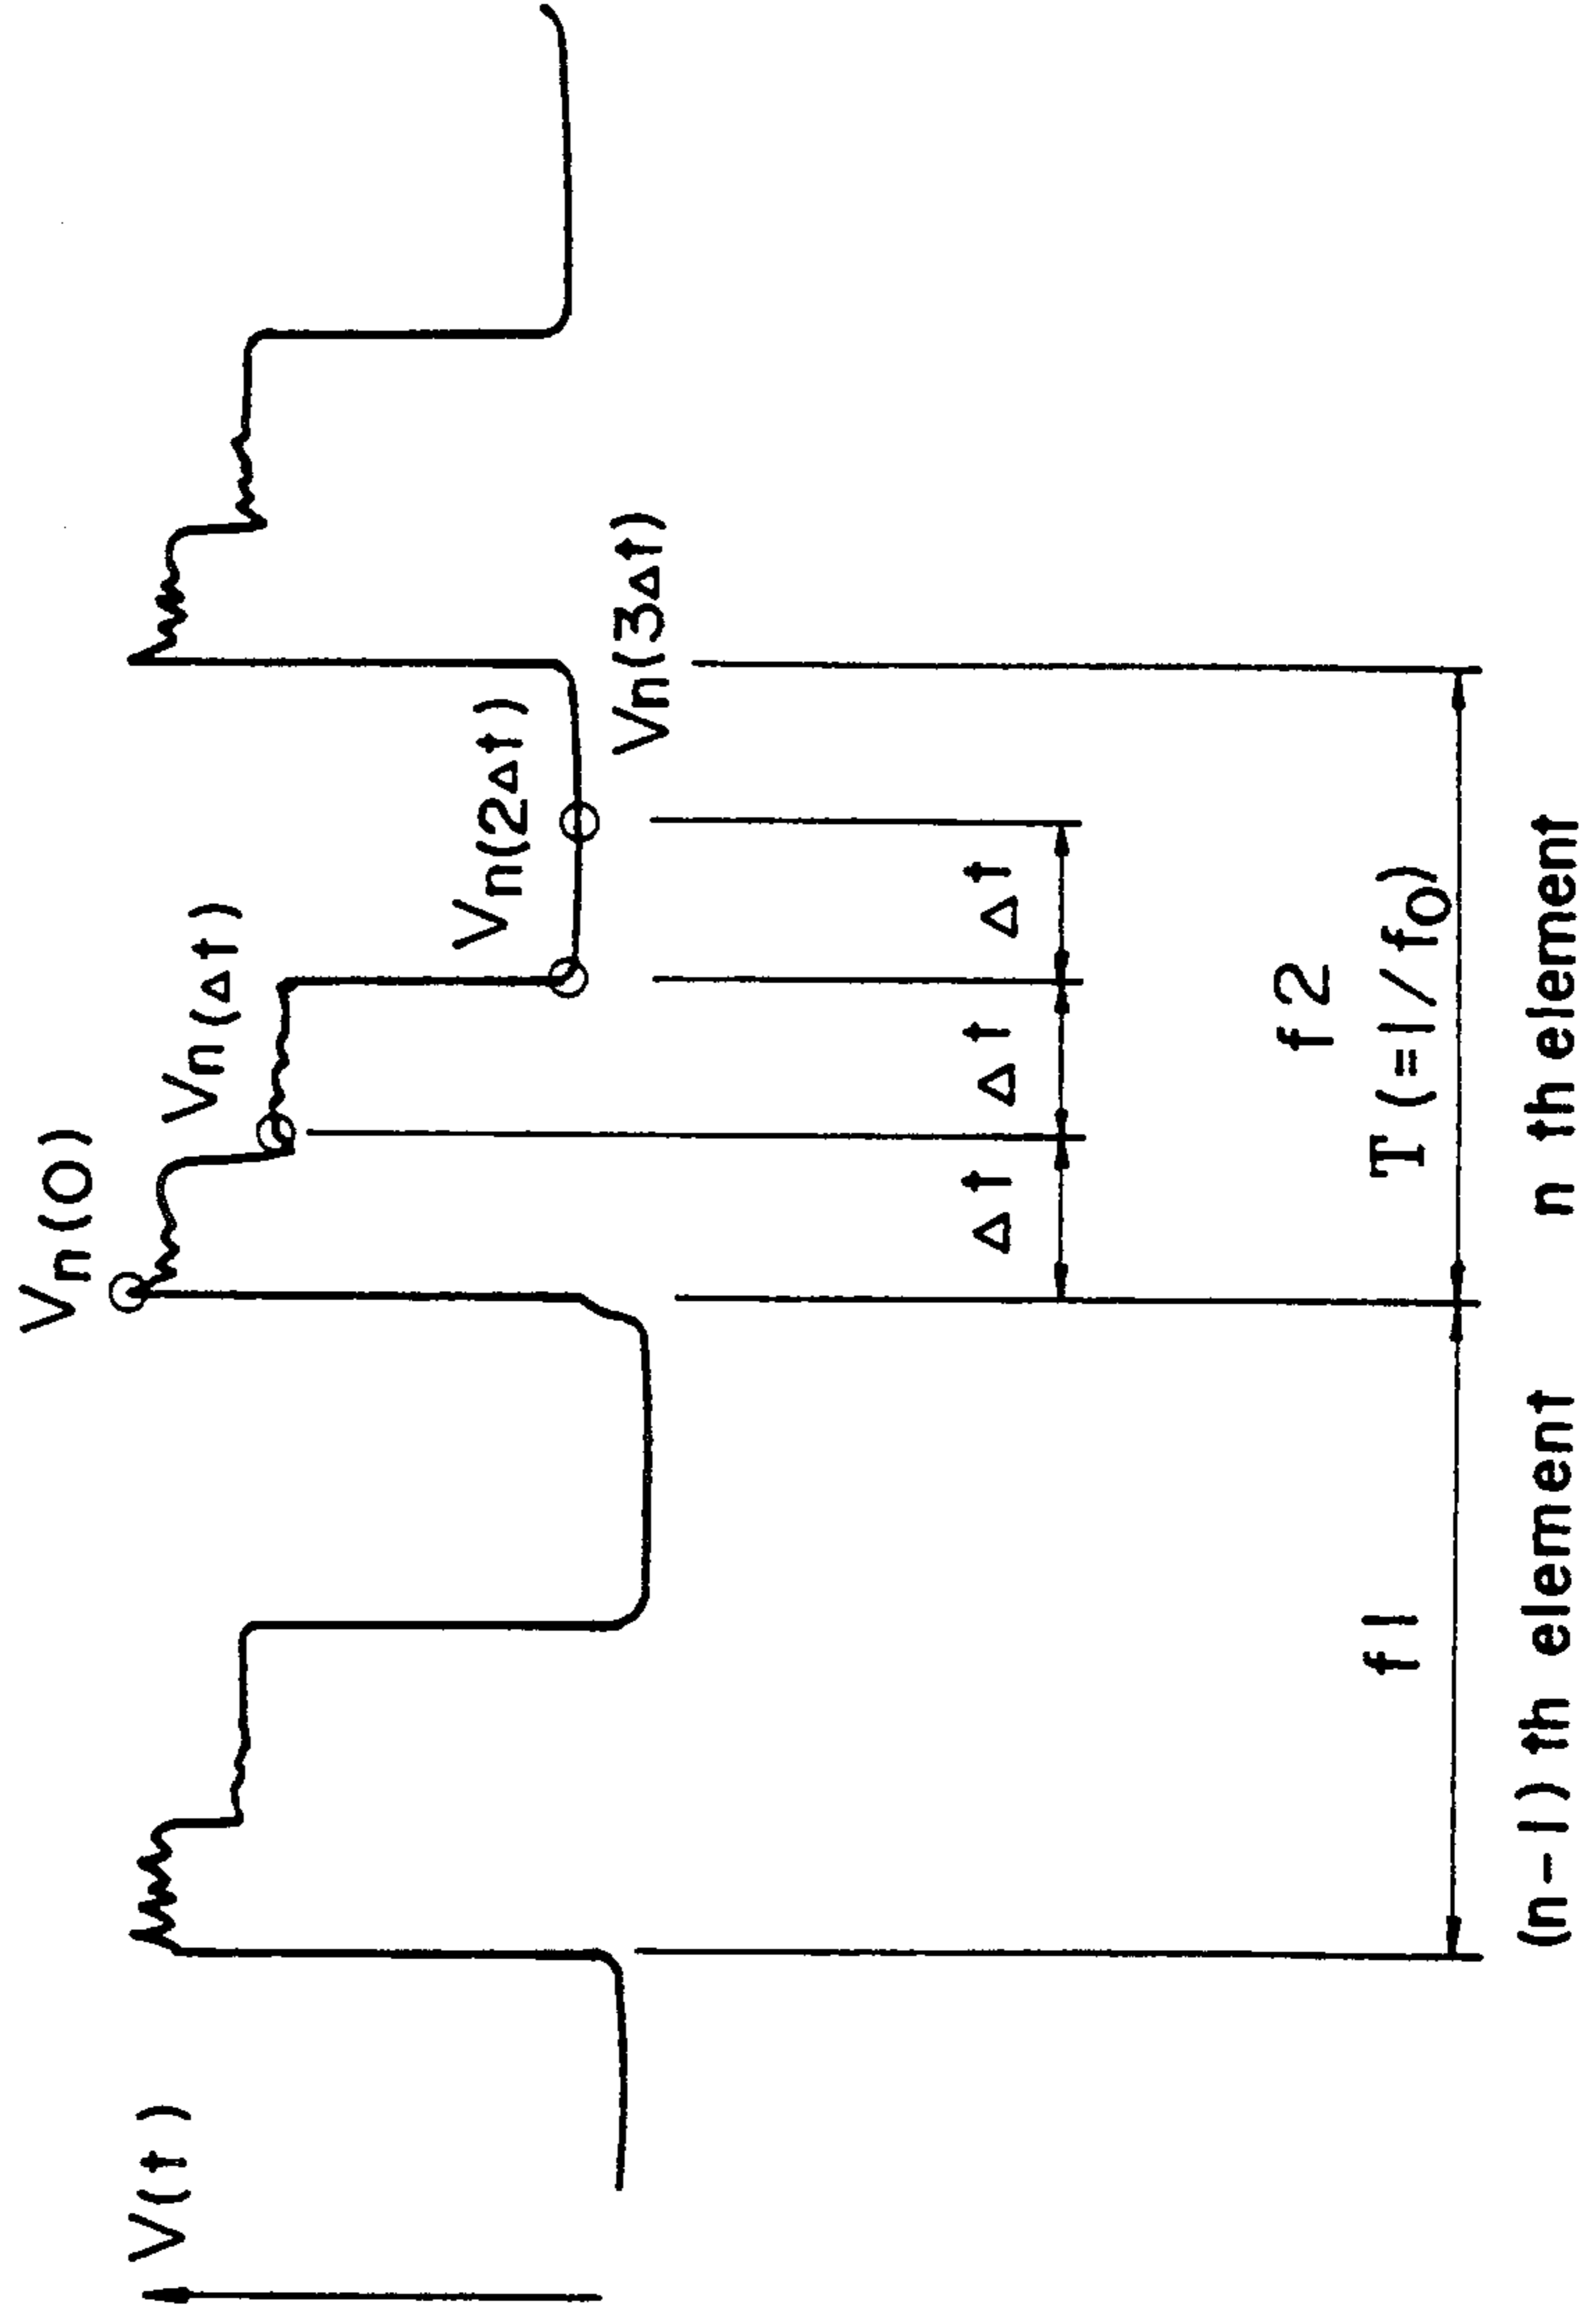 V(t)
Vn(0)
Vn(Δt)
Vn(2Δt)
Vn(3Δt)
Δt
Δt
Δt
f1
f2
T(=1/f0)
(n-1)th element
n th element